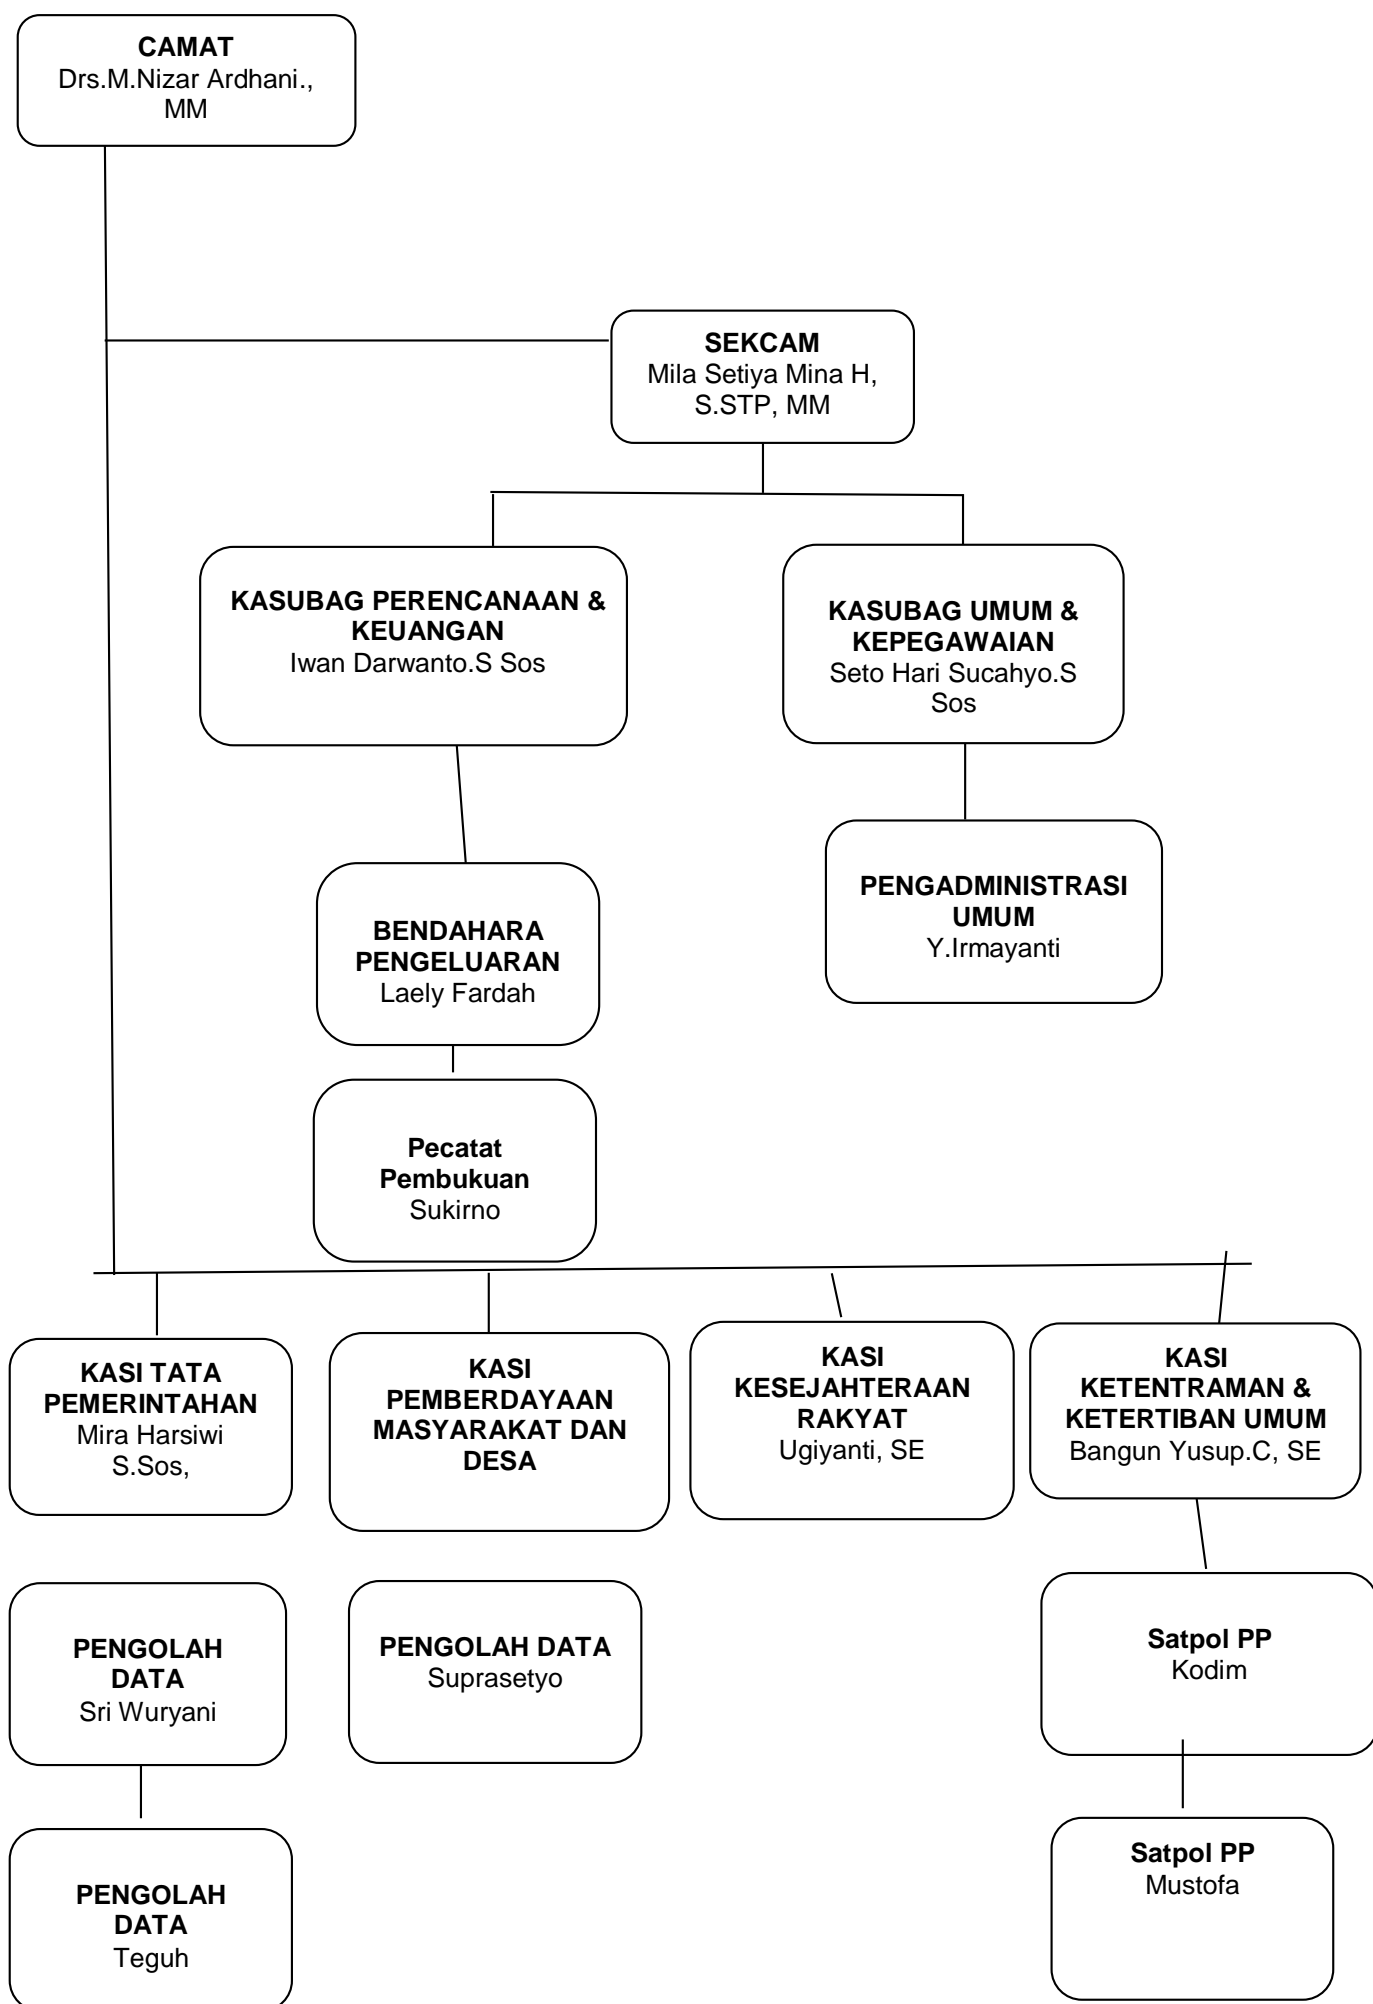 CAMAT
Drs.M.Nizar Ardhani.,
MM
SEKCAM
Mila Setiya Mina H,
S.STP, MM
KASUBAG PERENCANAAN &
KEUANGAN
Iwan Darwanto.S Sos
KASUBAG UMUM &
KEPEGAWAIAN
Seto Hari Sucahyo.S
Sos
BENDAHARA
PENGELUARAN
Laely Fardah
PENGADMINISTRASI
UMUM
Y.Irmayanti
Pecatat
Pembukuan
Sukirno
KASI TATA
PEMERINTAHAN
Mira Harsiwi
S.Sos,
KASI
PEMBERDAYAAN
MASYARAKAT DAN
DESA
KASI
KESEJAHTERAAN
RAKYAT
Ugiyanti, SE
KASI
KETENTRAMAN &
KETERTIBAN UMUM
Bangun Yusup.C, SE
PENGOLAH
DATA
Sri Wuryani
PENGOLAH DATA
Suprasetyo
Satpol PP
Kodim
PENGOLAH
DATA
Teguh
Satpol PP
Mustofa